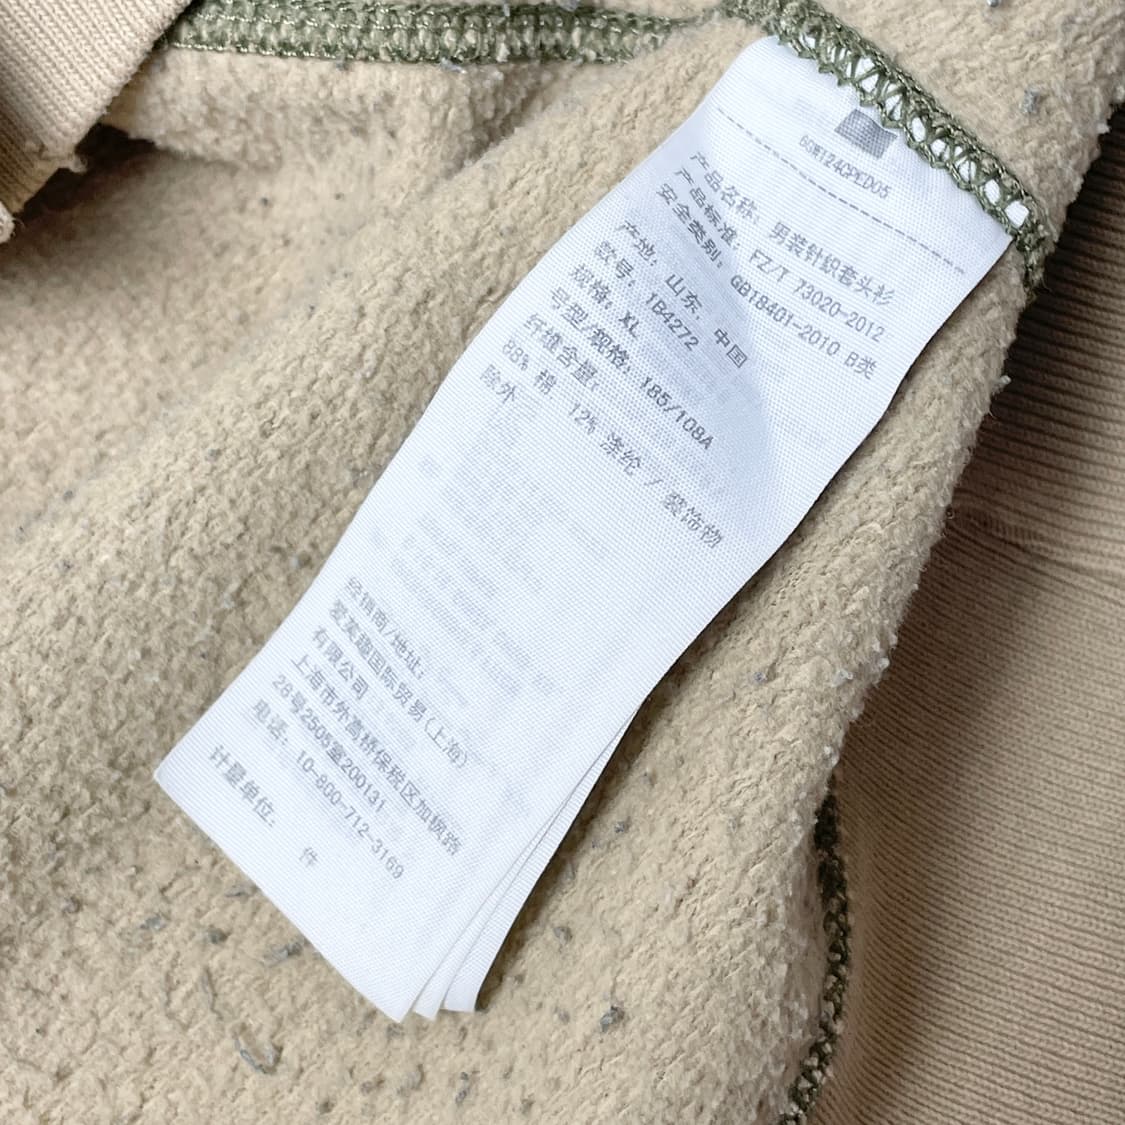 6GW124CPED05
产品名称: 男装针织套头衫
产品标准: FZ/T 73020-2012
安全类别: GB18401-2010 B类
产地: 山东, 中国
款号: 1B4272
规格: XL
号型/规格: 185/108A
纤维含量:
88% 棉, 12% 涤纶 / 装饰物
除外
经销商/地址:
爱芙趣国际贸易(上海)
有限公司
上海市外高桥保税区加枫路
28号2505室200131
电话: 10-800-712-3169
计量单位:
件